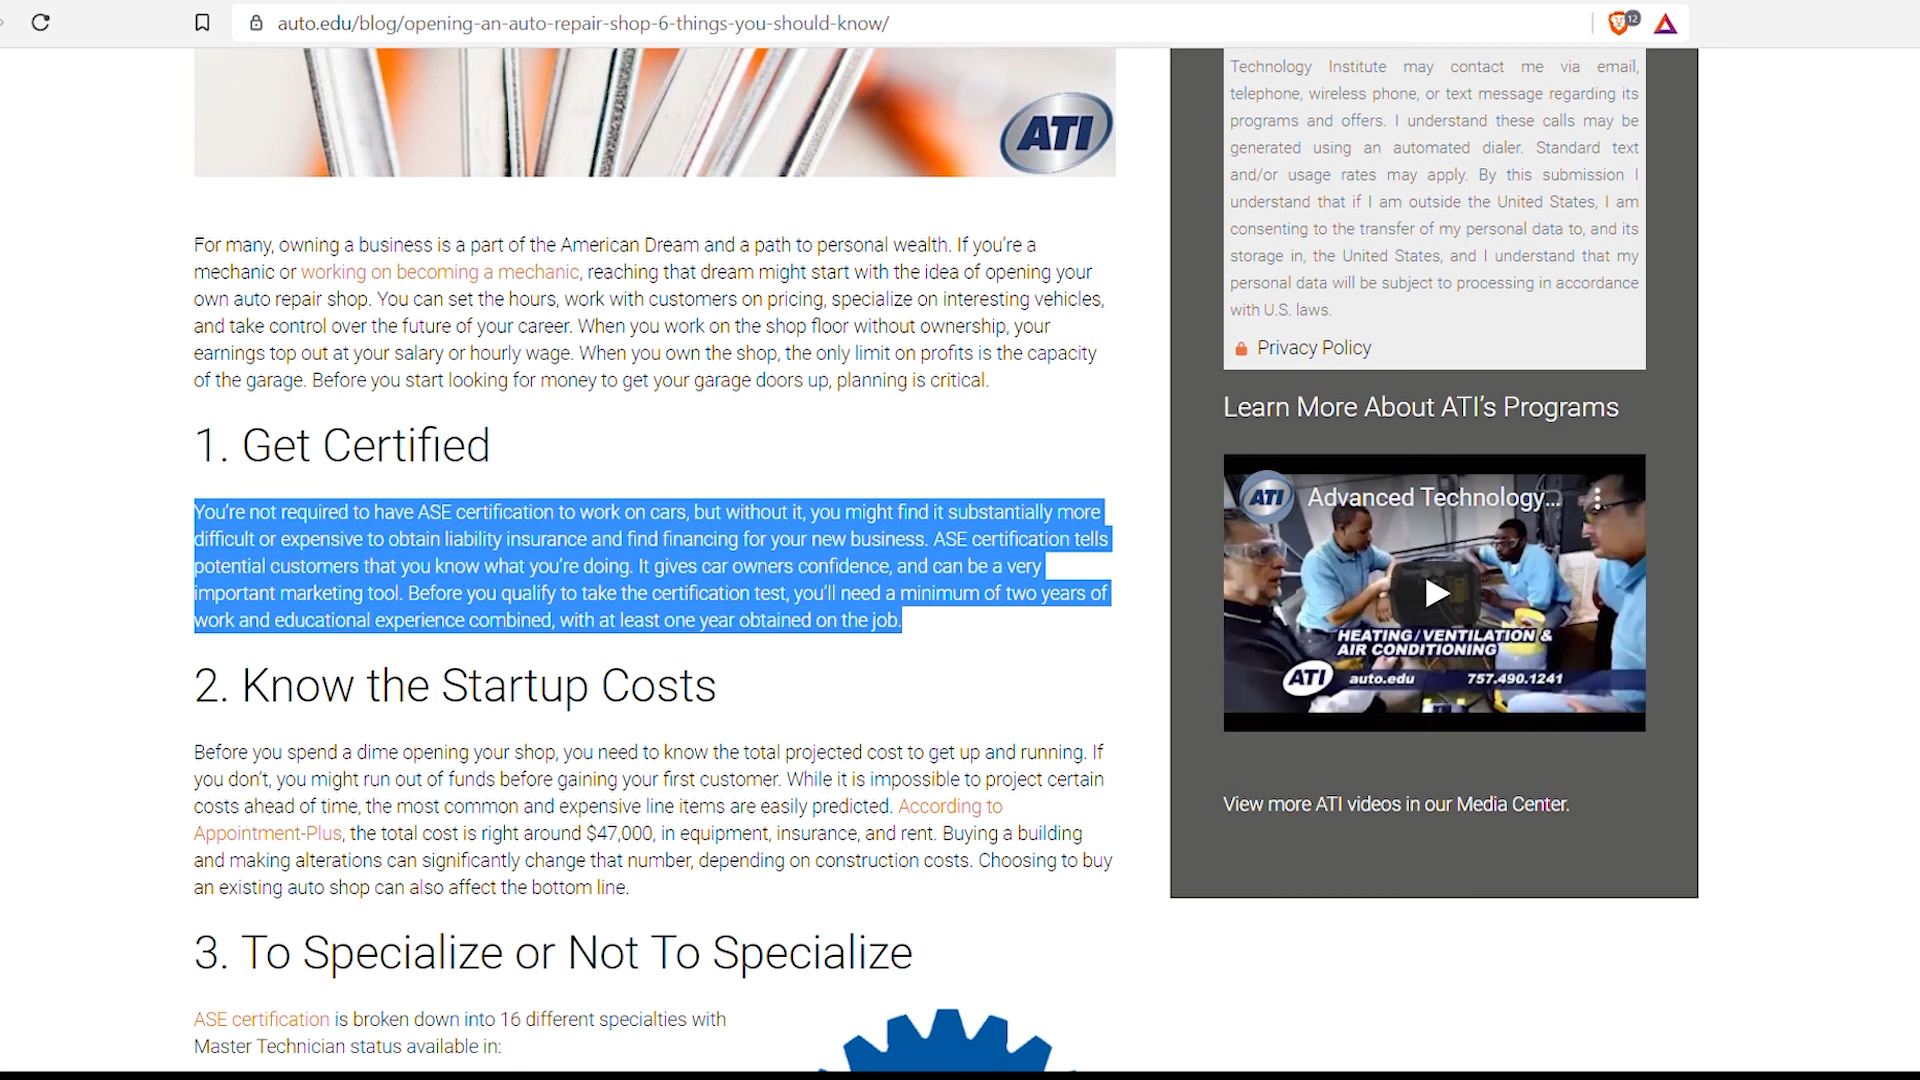 auto.edu/blog/opening-an-auto-repair-shop-6-things-you-should-know/
12
ATI
For many, owning a business is a part of the American Dream and a path to personal wealth. If you’re a
mechanic or working on becoming a mechanic, reaching that dream might start with the idea of opening your
own auto repair shop. You can set the hours, work with customers on pricing, specialize on interesting vehicles,
and take control over the future of your career. When you work on the shop floor without ownership, your
earnings top out at your salary or hourly wage. When you own the shop, the only limit on profits is the capacity
of the garage. Before you start looking for money to get your garage doors up, planning is critical.
1. Get Certified
You’re not required to have ASE certification to work on cars, but without it, you might find it substantially more
difficult or expensive to obtain liability insurance and find financing for your new business. ASE certification tells
potential customers that you know what you’re doing. It gives car owners confidence, and can be a very
important marketing tool. Before you qualify to take the certification test, you’ll need a minimum of two years of
work and educational experience combined, with at least one year obtained on the job.
2. Know the Startup Costs
Before you spend a dime opening your shop, you need to know the total projected cost to get up and running. If
you don’t, you might run out of funds before gaining your first customer. While it is impossible to project certain
costs ahead of time, the most common and expensive line items are easily predicted. According to
Appointment-Plus, the total cost is right around $47,000, in equipment, insurance, and rent. Buying a building
and making alterations can significantly change that number, depending on construction costs. Choosing to buy
an existing auto shop can also affect the bottom line.
3. To Specialize or Not To Specialize
ASE certification is broken down into 16 different specialties with
Master Technician status available in:
Technology Institute may contact me via email,
telephone, wireless phone, or text message regarding its
programs and offers. I understand these calls may be
generated using an automated dialer. Standard text
and/or usage rates may apply. By this submission I
understand that if I am outside the United States, I am
consenting to the transfer of my personal data to, and its
storage in, the United States, and I understand that my
personal data will be subject to processing in accordance
with U.S. laws.
Privacy Policy
Learn More About ATI’s Programs
ATI Advanced Technology...
HEATING/VENTILATION &
AIR CONDITIONING
ATI auto.edu 757.490.1241
View more ATI videos in our Media Center.